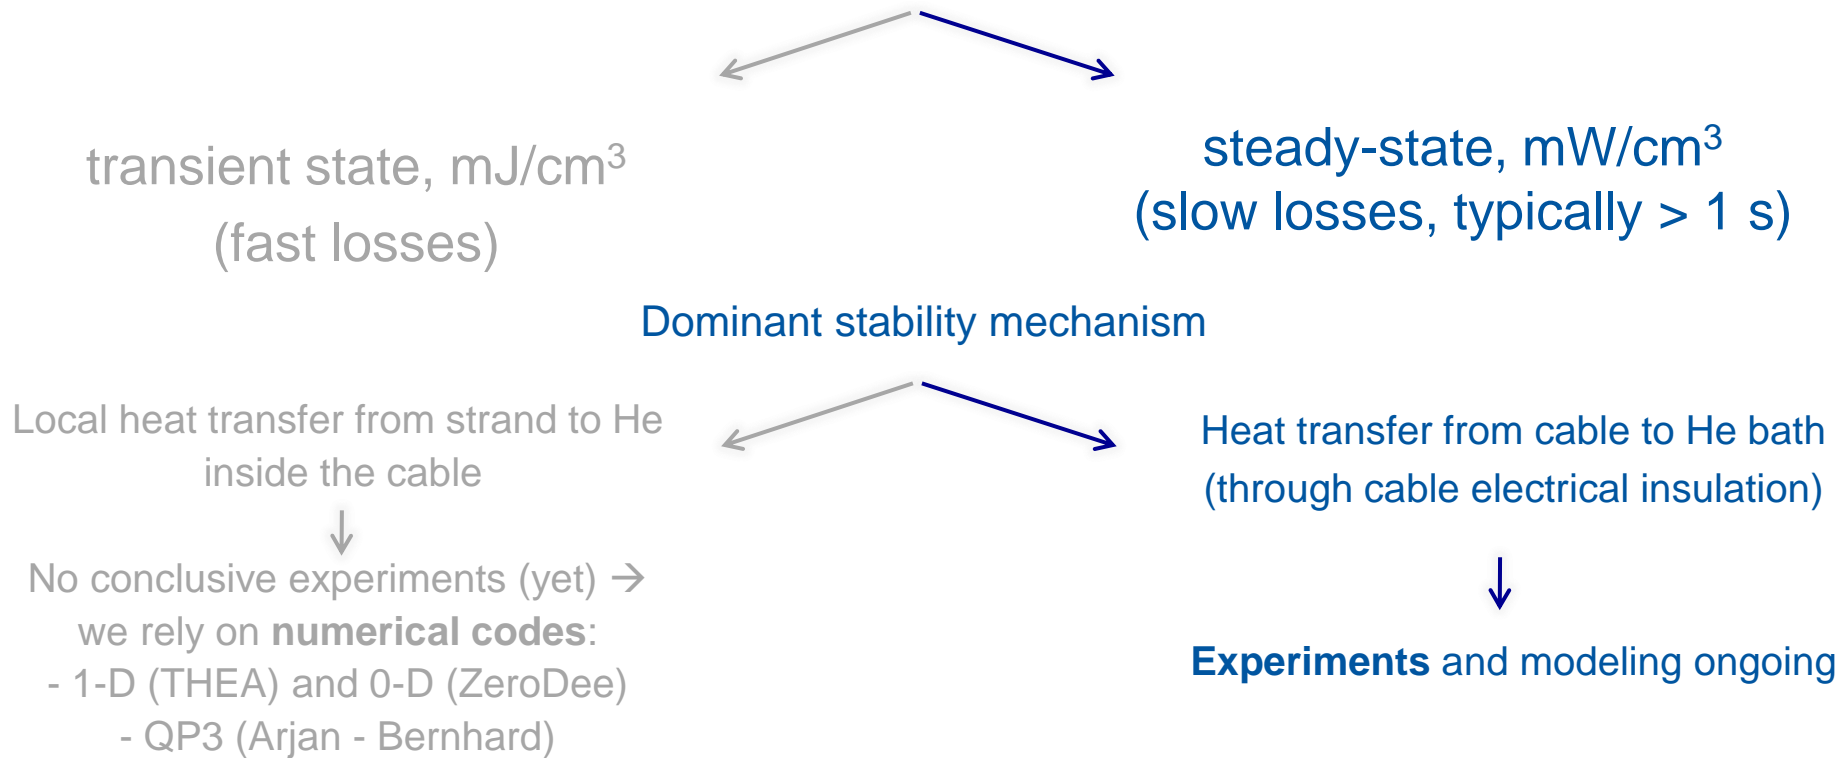 transient state, mJ/cm³
(fast losses)
steady-state, mW/cm³
(slow losses, typically > 1 s)
Dominant stability mechanism
Local heat transfer from strand to He
inside the cable
Heat transfer from cable to He bath
(through cable electrical insulation)
No conclusive experiments (yet) →
we rely on numerical codes:
- 1-D (THEA) and 0-D (ZeroDee)
- QP3 (Arjan - Bernhard)
Experiments and modeling ongoing